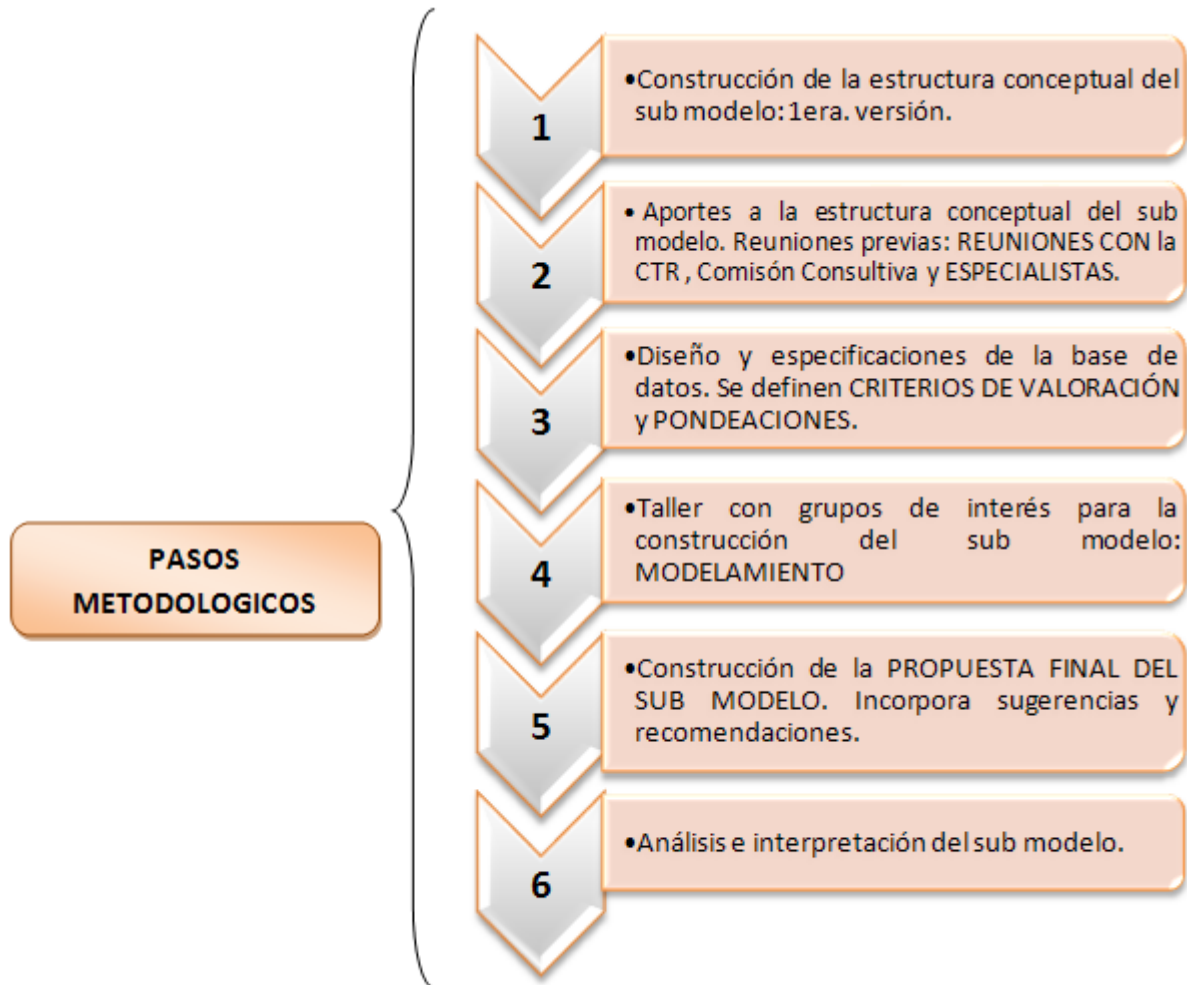 PASOS
METODOLOGICOS
1
•Construcción de la estructura conceptual del
sub modelo: 1era. versión.
2
• Aportes a la estructura conceptual del sub
modelo. Reuniones previas: REUNIONES CON la
CTR , Comisón Consultiva y ESPECIALISTAS.
3
•Diseño y especificaciones de la base de
datos. Se definen CRITERIOS DE VALORACIÓN
y PONDEACIONES.
4
•Taller con grupos de interés para la
construcción del sub modelo:
MODELAMIENTO
5
•Construcción de la PROPUESTA FINAL DEL
SUB MODELO. Incorpora sugerencias y
recomendaciones.
6
•Análisis e interpretación del sub modelo.